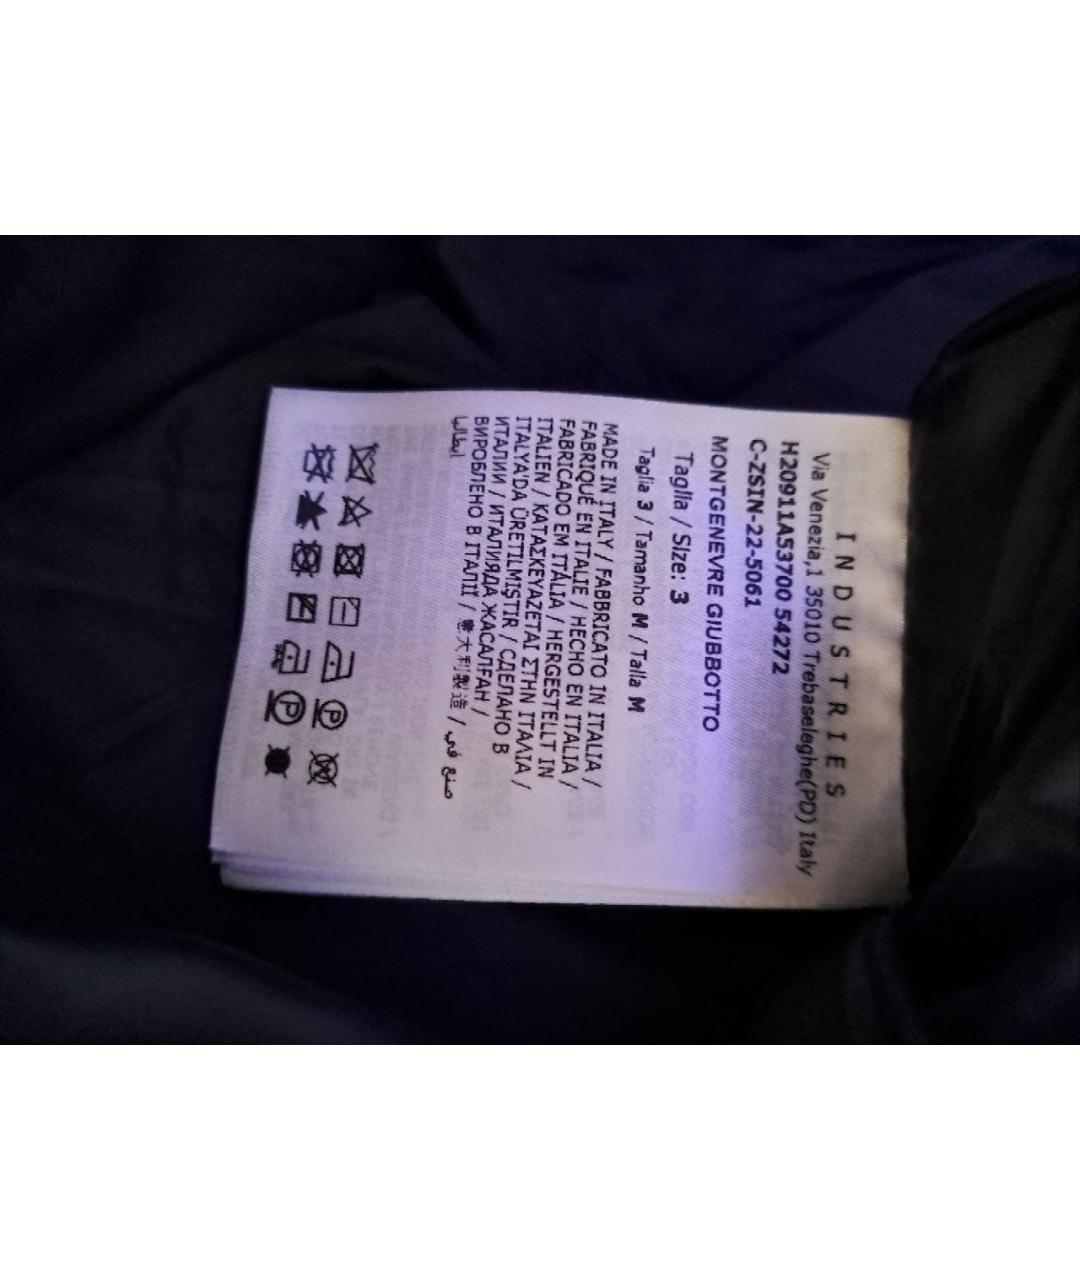 INDUSTRIES
Via Venezia,1 35010 Trebaseleghe(PD) Italy
H20911A53700 54272
C-ZSIN-22-5061
MONTGENEVRE GIUBBOTTO
Taglia / Size: 3
Taglia 3 / Tamanho M / Talla M
MADE IN ITALY / FABBRICATO IN ITALIA /
FABRIQUÉ EN ITALIE / HECHO EN ITALIA /
FABRICADO EM ITÁLIA / HERGESTELLT IN
ITALIEN / ΚΑΤΑΣΚΕΥΑΖΕΤΑΙ ΣΤΗΝ ΙΤΑΛΙΑ /
ITALYA'DA ÜRETILMIŞTIR / СДЕЛАНО В
ИТАЛИИ / ИТАЛИЯДА ЖАСАЛҒАН /
ВИРОБЛЕНО В ІТАЛІЇ / 意大利製造 / صنع في
إيطاليا
P
P